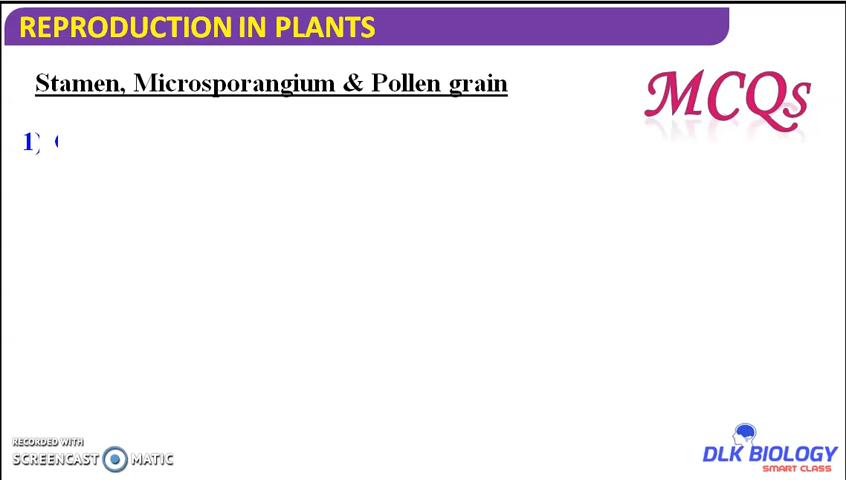 REPRODUCTION IN PLANTS
Stamen, Microsporangium & Pollen grain
MCQs
1)
RECORDED WITH
SCREENCAST MATIC
DLK BIOLOGY
SMART CLASS